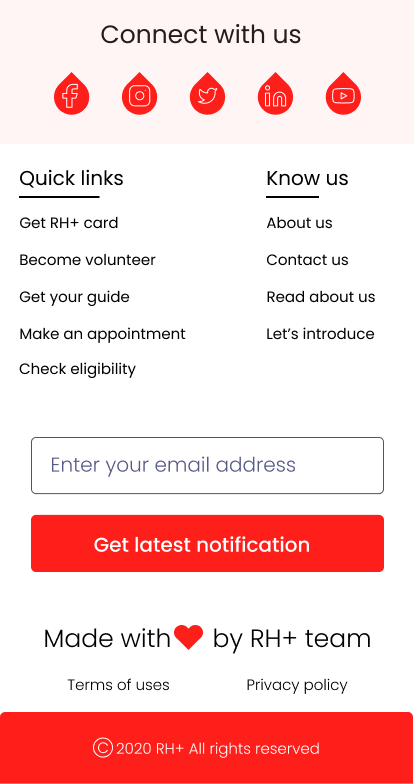 Connect with us
Quick links
Get RH+ card
Become volunteer
Get your guide
Make an appointment
Check eligibility
Know us
About us
Contact us
Read about us
Let’s introduce
Enter your email address
Get latest notification
Made with by RH+ team
Terms of uses
Privacy policy
© 2020 RH+ All rights reserved